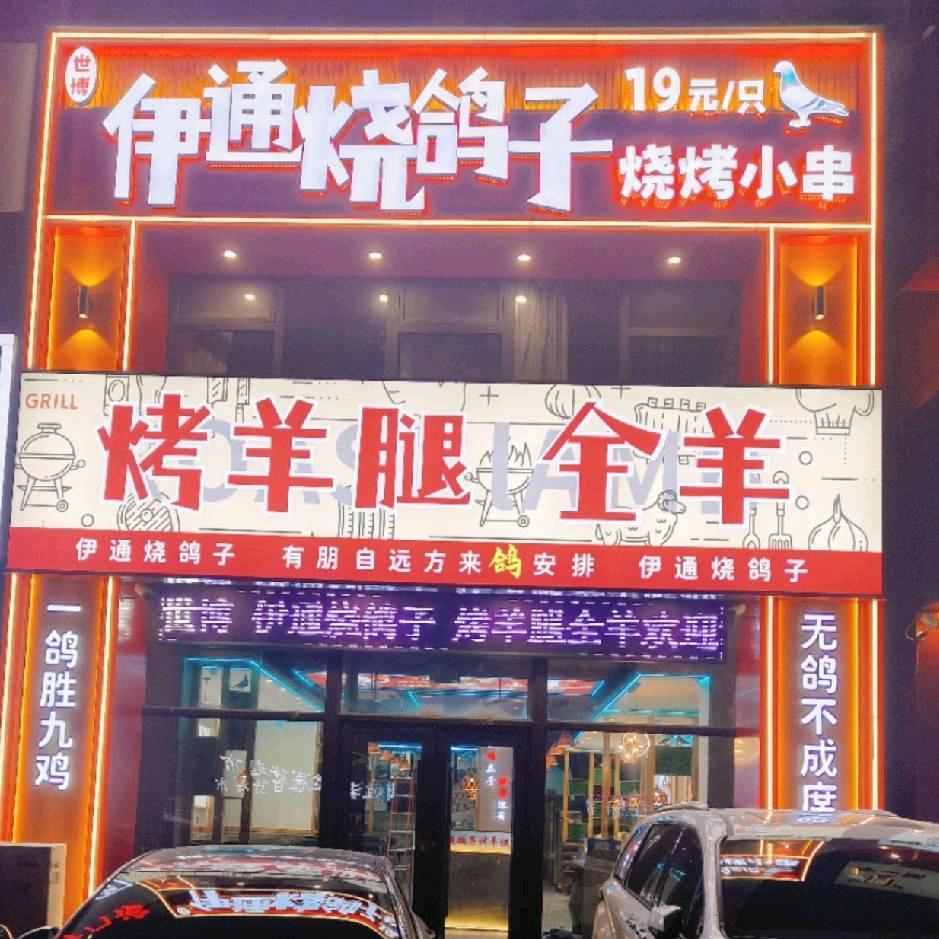 世博
伊通烧鸽子
19元/只
烧烤小串
GRILL
烤羊腿 全羊
伊通烧鸽子 有朋自远方来鸽安排 伊通烧鸽子
世博 伊通烧鸽子 烤羊腿全羊欢迎
一鸽胜九鸡
无鸽不成席